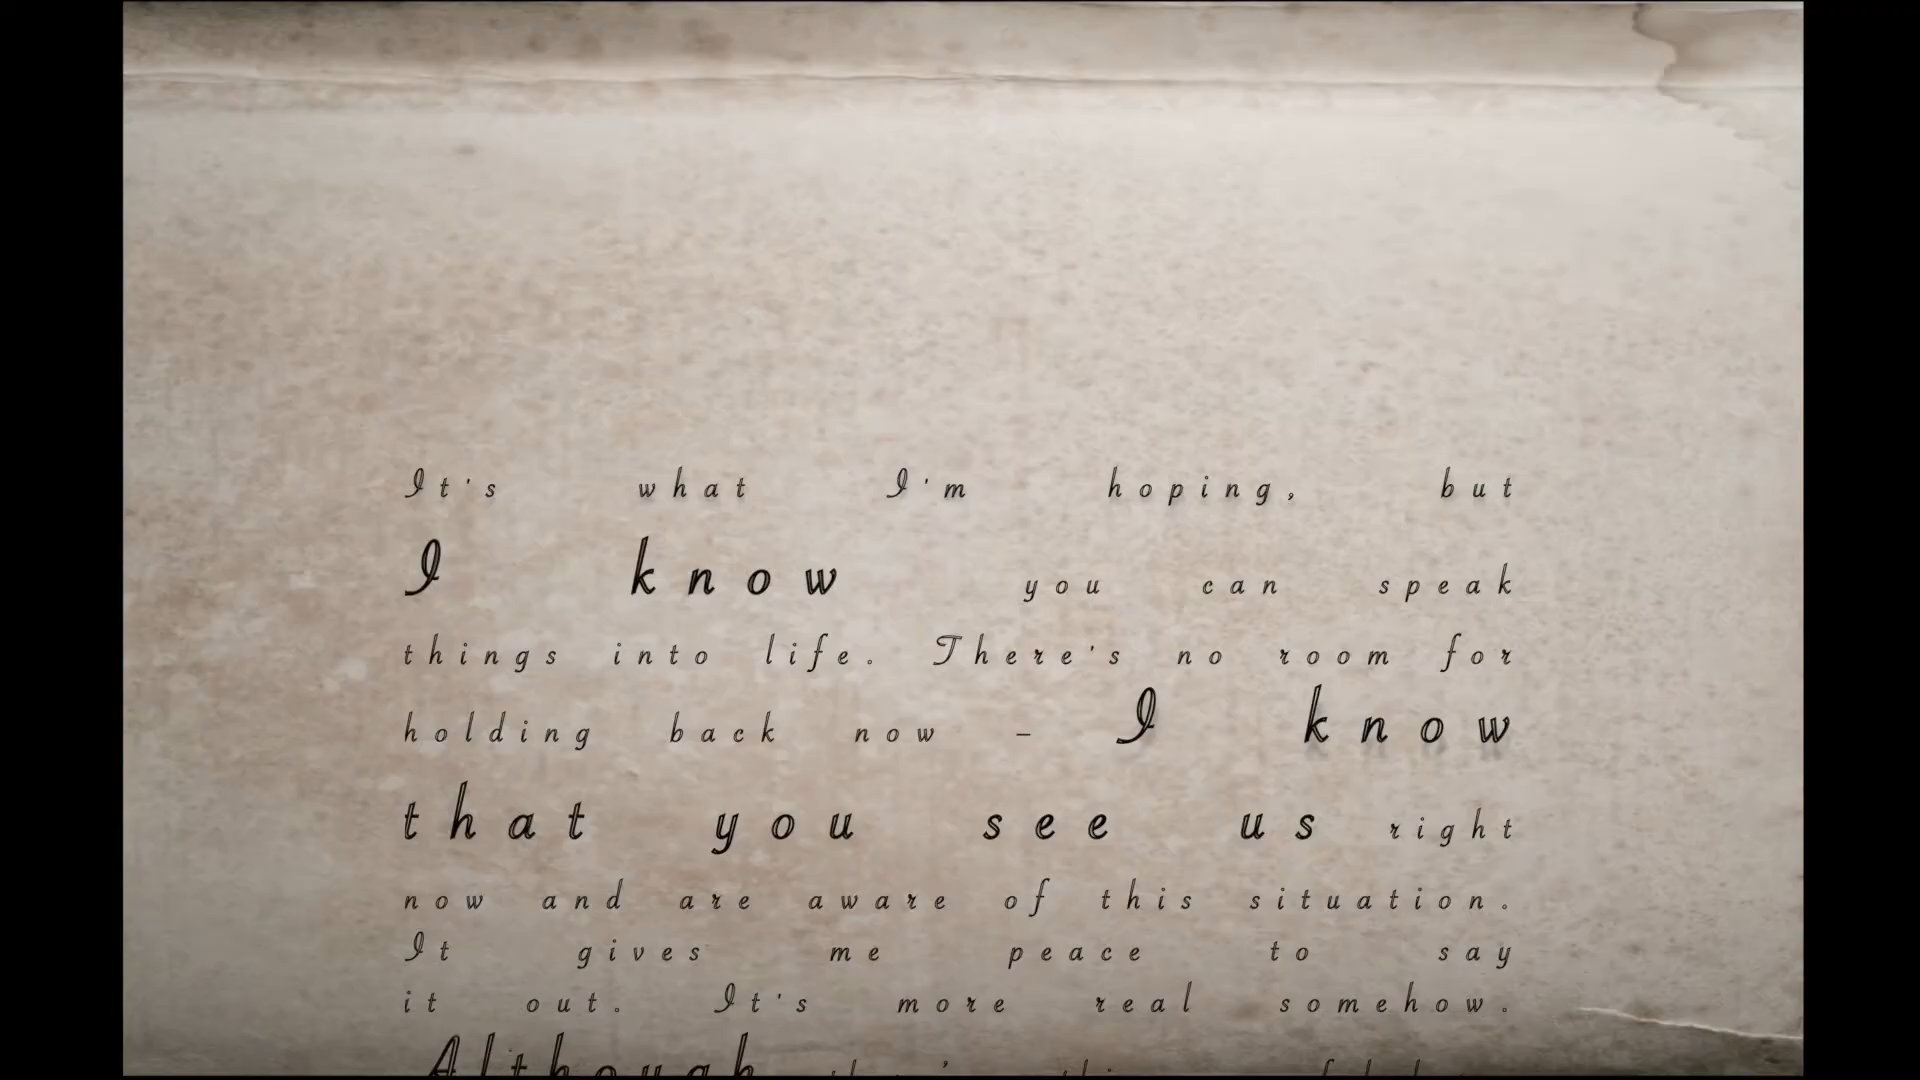 It's what I'm hoping, but
I know you can speak
things into life. There's no room for
holding back now – I know
that you see us right
now and are aware of this situation.
It gives me peace to say
it out. It's more real somehow.
Although